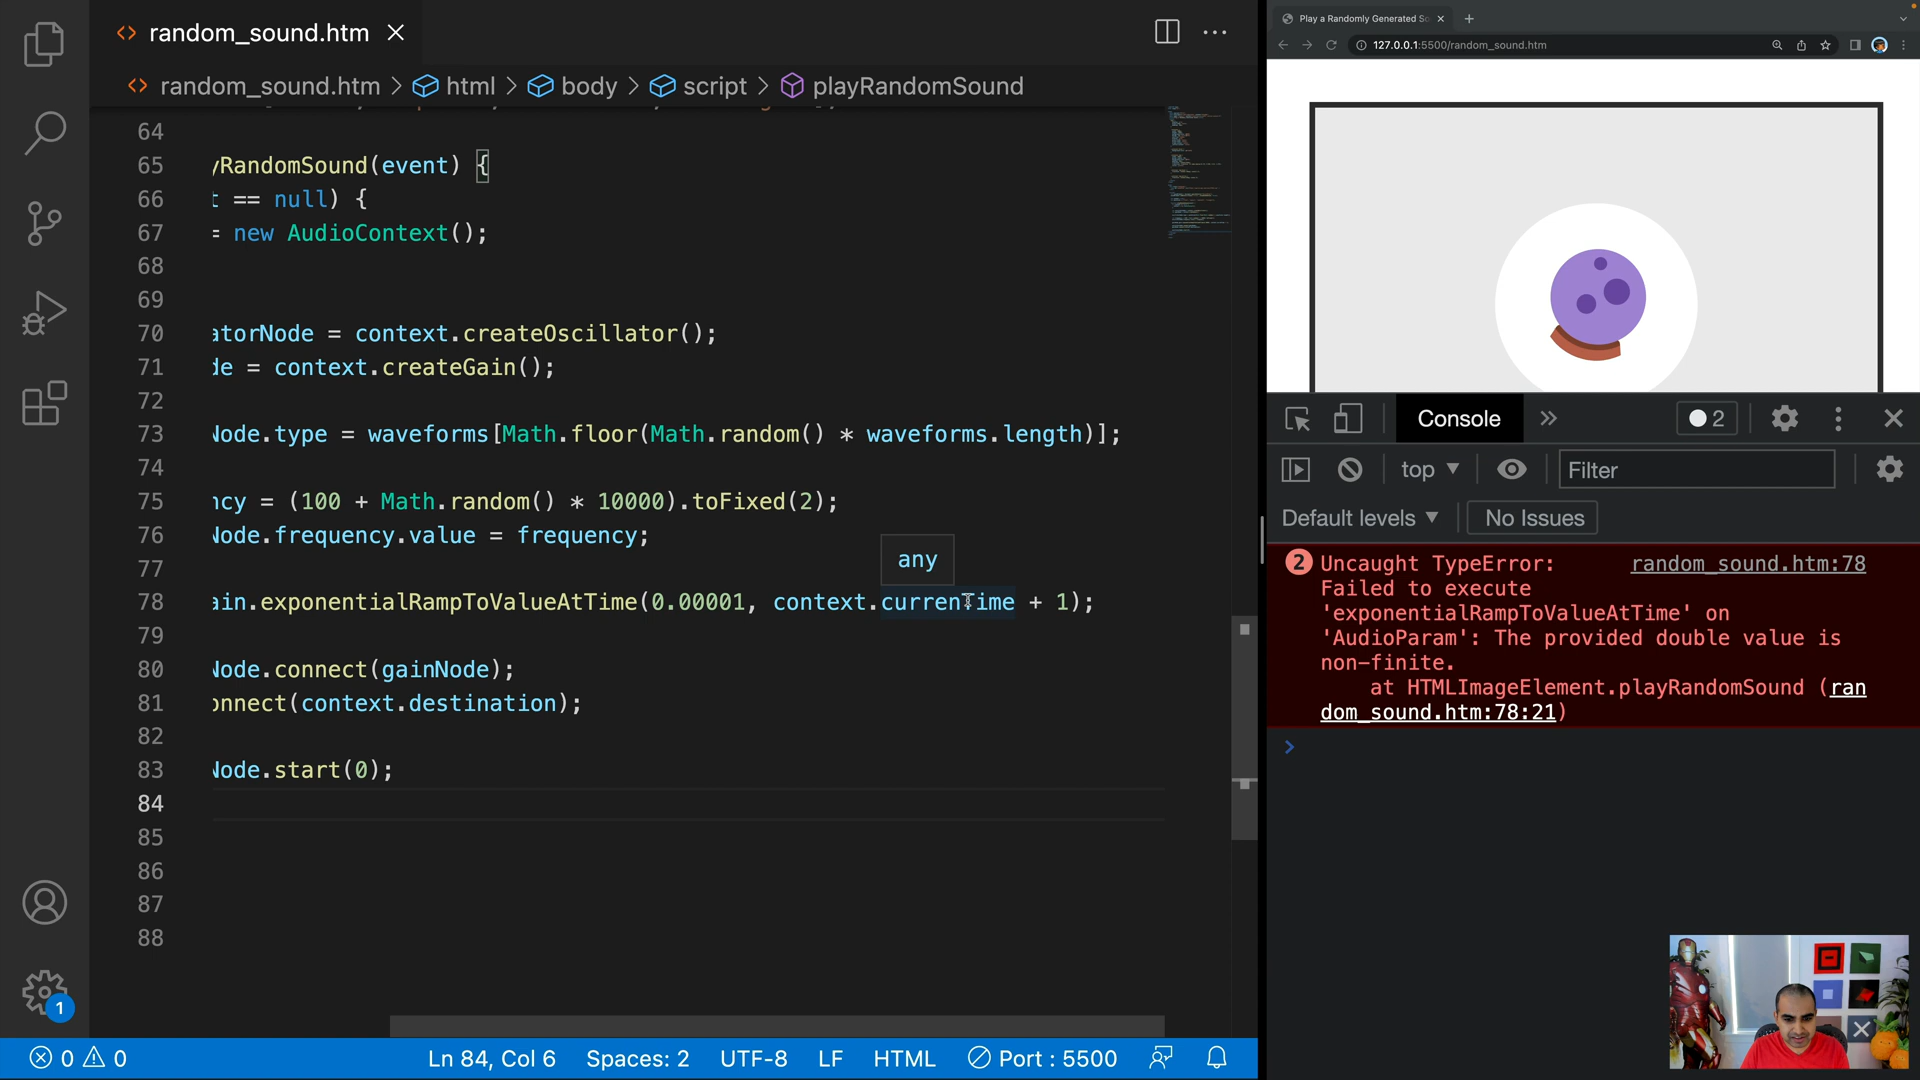 random_sound.htm
random_sound.htm > html > body > script > playRandomSound
64
65 yRandomSound(event) {
66 t == null) {
67 = new AudioContext();
68
69
70 atorNode = context.createOscillator();
71 de = context.createGain();
72
73 Node.type = waveforms[Math.floor(Math.random() * waveforms.length)];
74
75 ncy = (100 + Math.random() * 10000).toFixed(2);
76 Node.frequency.value = frequency;
any
77
78 ain.exponentialRampToValueAtTime(0.00001, context.currenTime + 1);
79
80 Node.connect(gainNode);
81 onnect(context.destination);
82
83 Node.start(0);
84
85
86
87
88
1
0 0
Ln 84, Col 6 Spaces: 2 UTF-8 LF HTML Port : 5500
Play a Randomly Generated So
127.0.0.1:5500/random_sound.htm
Console » 2
top Filter
Default levels No Issues
2 Uncaught TypeError: random_sound.htm:78
Failed to execute
'exponentialRampToValueAtTime' on
'AudioParam': The provided double value is
non-finite.
at HTMLImageElement.playRandomSound (ran
dom_sound.htm:78:21)
>